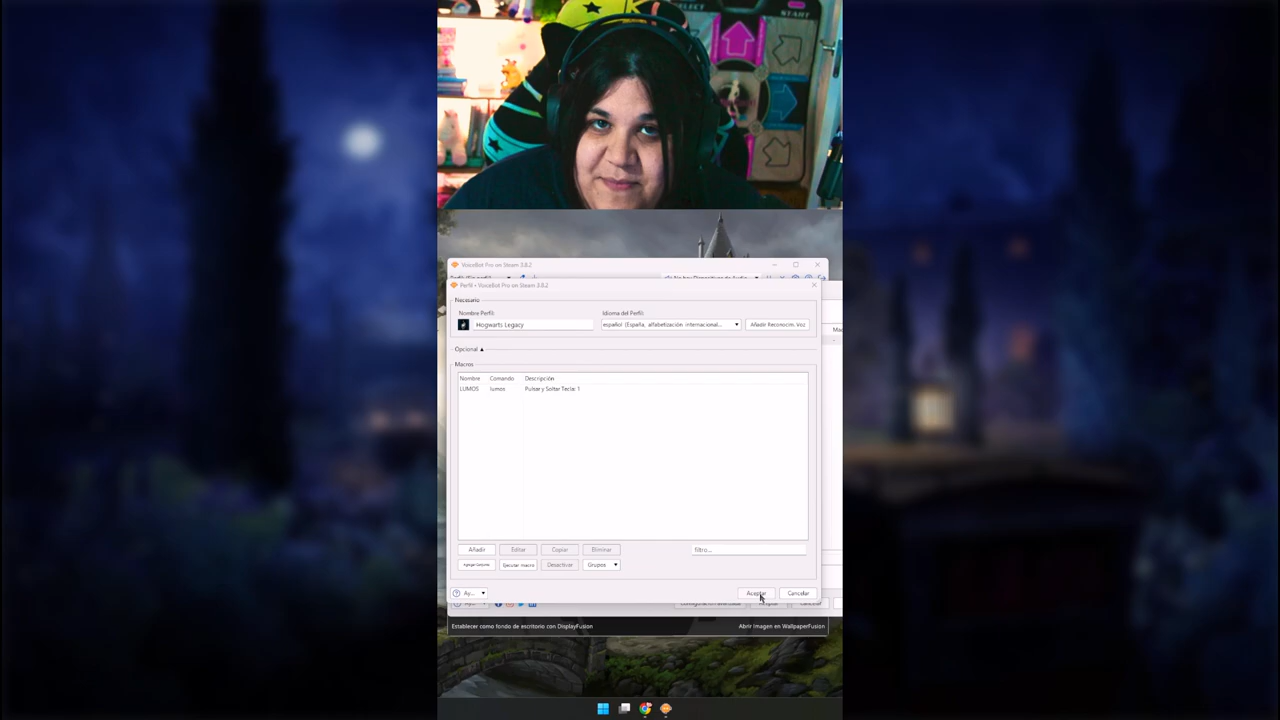 SELECT
START
VoiceBot Pro on Steam 3.8.2
Perfil • VoiceBot Pro on Steam 3.8.2
Necesario
Nombre Perfil:
Idioma del Perfil:
Hogwarts Legacy
español (España, alfabetización internacional...
Añadir Reconocim. Voz
Opcional ▲
Macros
Nombre Comando Descripción
LUMOS lumos Pulsar y Soltar Tecla: 1
Añadir Editar Copiar Eliminar filtro...
Ejecutar macro Desactivar Grupos
Ay... Aceptar Cancelar
Establecer como fondo de escritorio con DisplayFusion
Abrir Imagen en WallpaperFusion